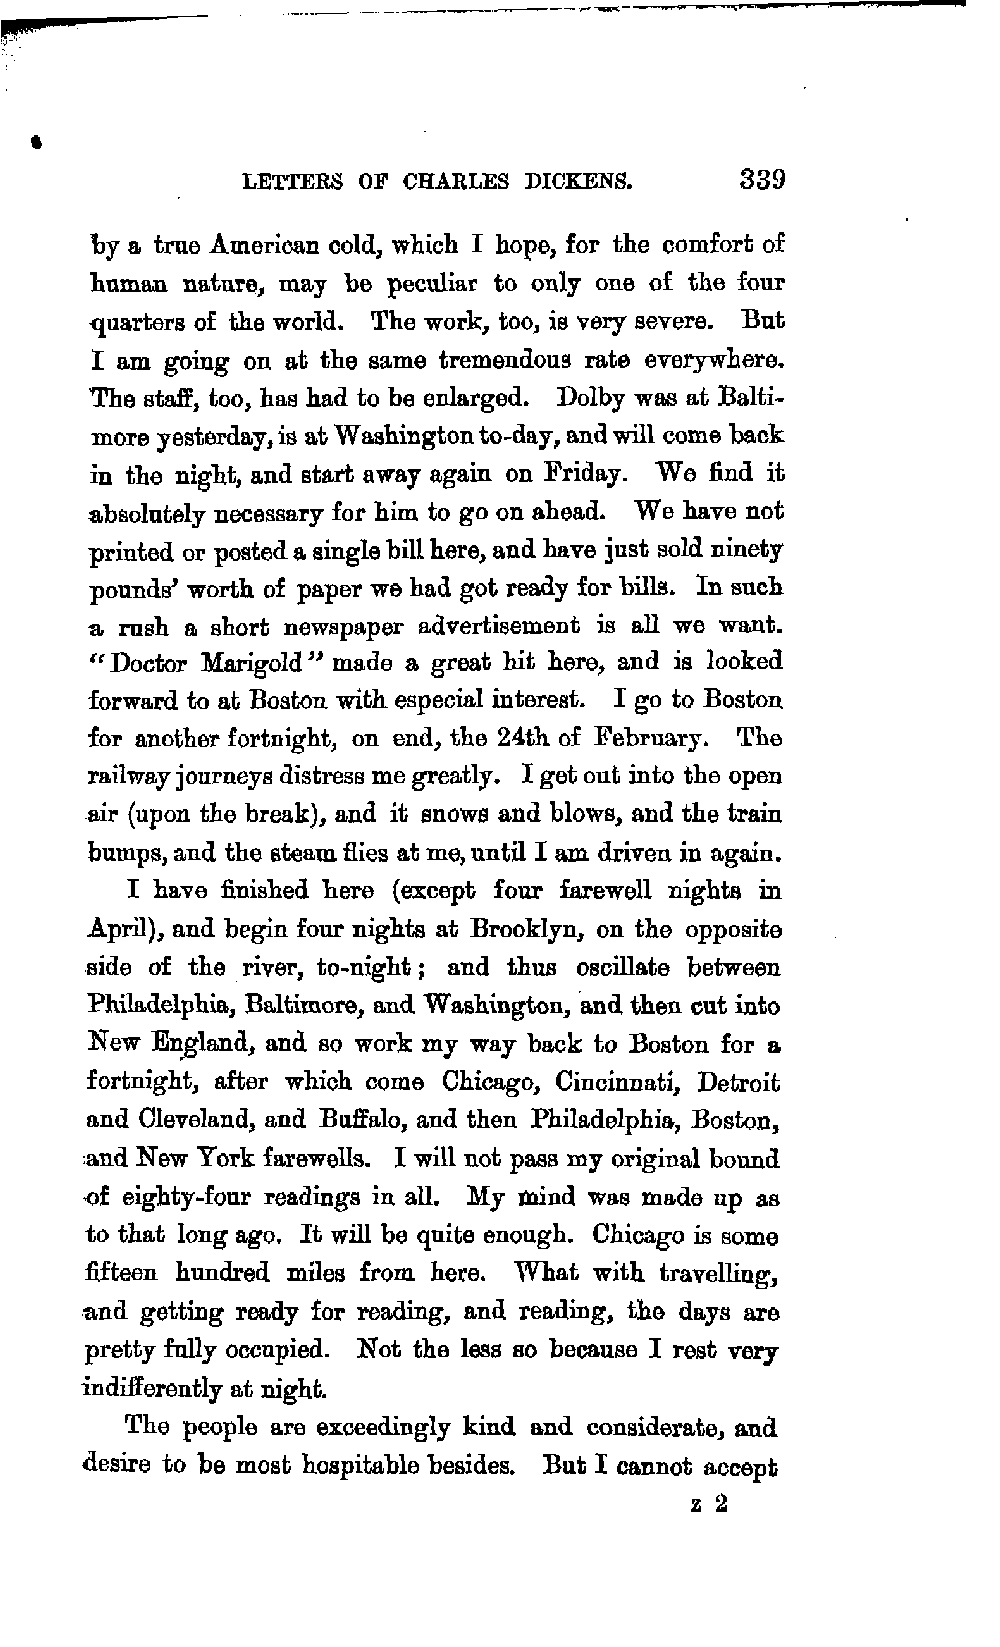 LETTERS OF CHARLES DICKENS. 339
by a true American cold, which I hope, for the comfort of
human nature, may be peculiar to only one of the four
quarters of the world. The work, too, is very severe. But
I am going on at the same tremendous rate everywhere.
The staff, too, has had to be enlarged. Dolby was at Balti-
more yesterday, is at Washington to-day, and will come back
in the night, and start away again on Friday. We find it
absolutely necessary for him to go on ahead. We have not
printed or posted a single bill here, and have just sold ninety
pounds' worth of paper we had got ready for bills. In such
a rush a short newspaper advertisement is all we want.
"Doctor Marigold" made a great hit here, and is looked
forward to at Boston with especial interest. I go to Boston
for another fortnight, on end, the 24th of February. The
railway journeys distress me greatly. I get out into the open
air (upon the break), and it snows and blows, and the train
bumps, and the steam flies at me, until I am driven in again.
I have finished here (except four farewell nights in
April), and begin four nights at Brooklyn, on the opposite
side of the river, to-night; and thus oscillate between
Philadelphia, Baltimore, and Washington, and then cut into
New England, and so work my way back to Boston for a
fortnight, after which come Chicago, Cincinnati, Detroit
and Cleveland, and Buffalo, and then Philadelphia, Boston,
and New York farewells. I will not pass my original bound
of eighty-four readings in all. My mind was made up as
to that long ago. It will be quite enough. Chicago is some
fifteen hundred miles from here. What with travelling,
and getting ready for reading, and reading, the days are
pretty fully occupied. Not the less so because I rest very
indifferently at night.
The people are exceedingly kind and considerate, and
desire to be most hospitable besides. But I cannot accept
z 2